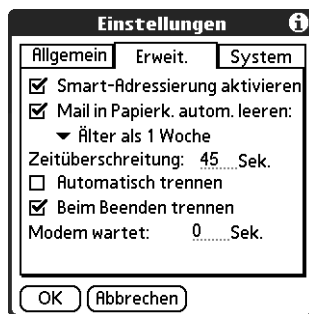 Einstellungen
Allgemein Erweit. System
Smart-Adressierung aktivieren
Mail in Papierk. autom. leeren:
Älter als 1 Woche
Zeitüberschreitung: 45 Sek.
Automatisch trennen
Beim Beenden trennen
Modem wartet: 0 Sek.
OK Abbrechen